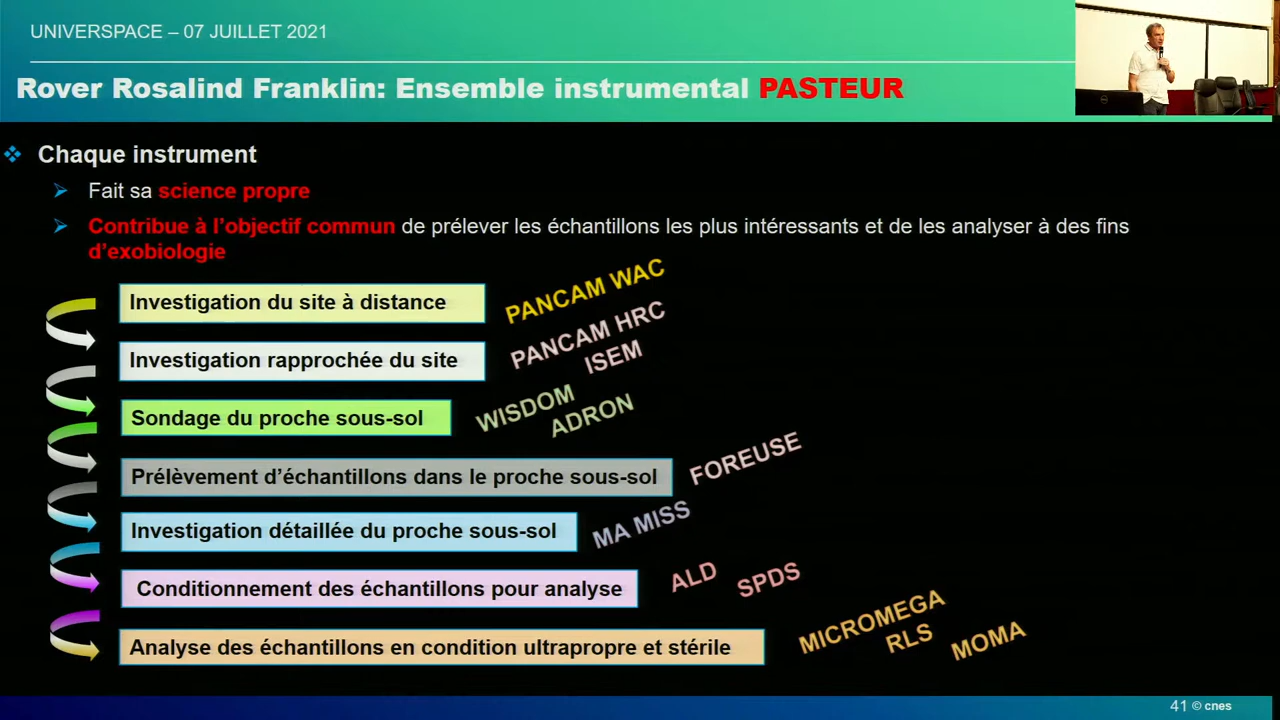 UNIVERSPACE – 07 JUILLET 2021
Rover Rosalind Franklin: Ensemble instrumental PASTEUR
Chaque instrument
Fait sa science propre
Contribue à l'objectif commun de prélever les échantillons les plus intéressants et de les analyser à des fins
d'exobiologie
Investigation du site à distance
PANCAM WAC
Investigation rapprochée du site
PANCAM HRC
ISEM
Sondage du proche sous-sol
WISDOM
ADRON
Prélèvement d'échantillons dans le proche sous-sol
FOREUSE
Investigation détaillée du proche sous-sol
MA MISS
Conditionnement des échantillons pour analyse
ALD
SPDS
Analyse des échantillons en condition ultrapropre et stérile
MICROMEGA
RLS
MOMA
41 © cnes